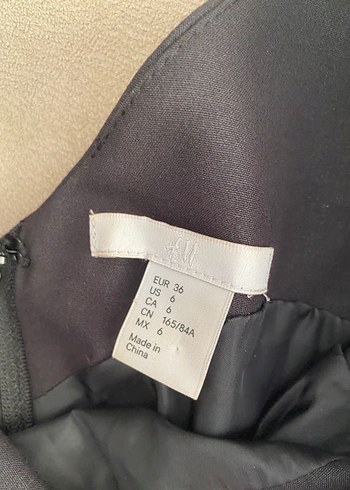 H&M
EUR 36
US 6
CA 6
CN 165/84A
MX 6
Made in
China